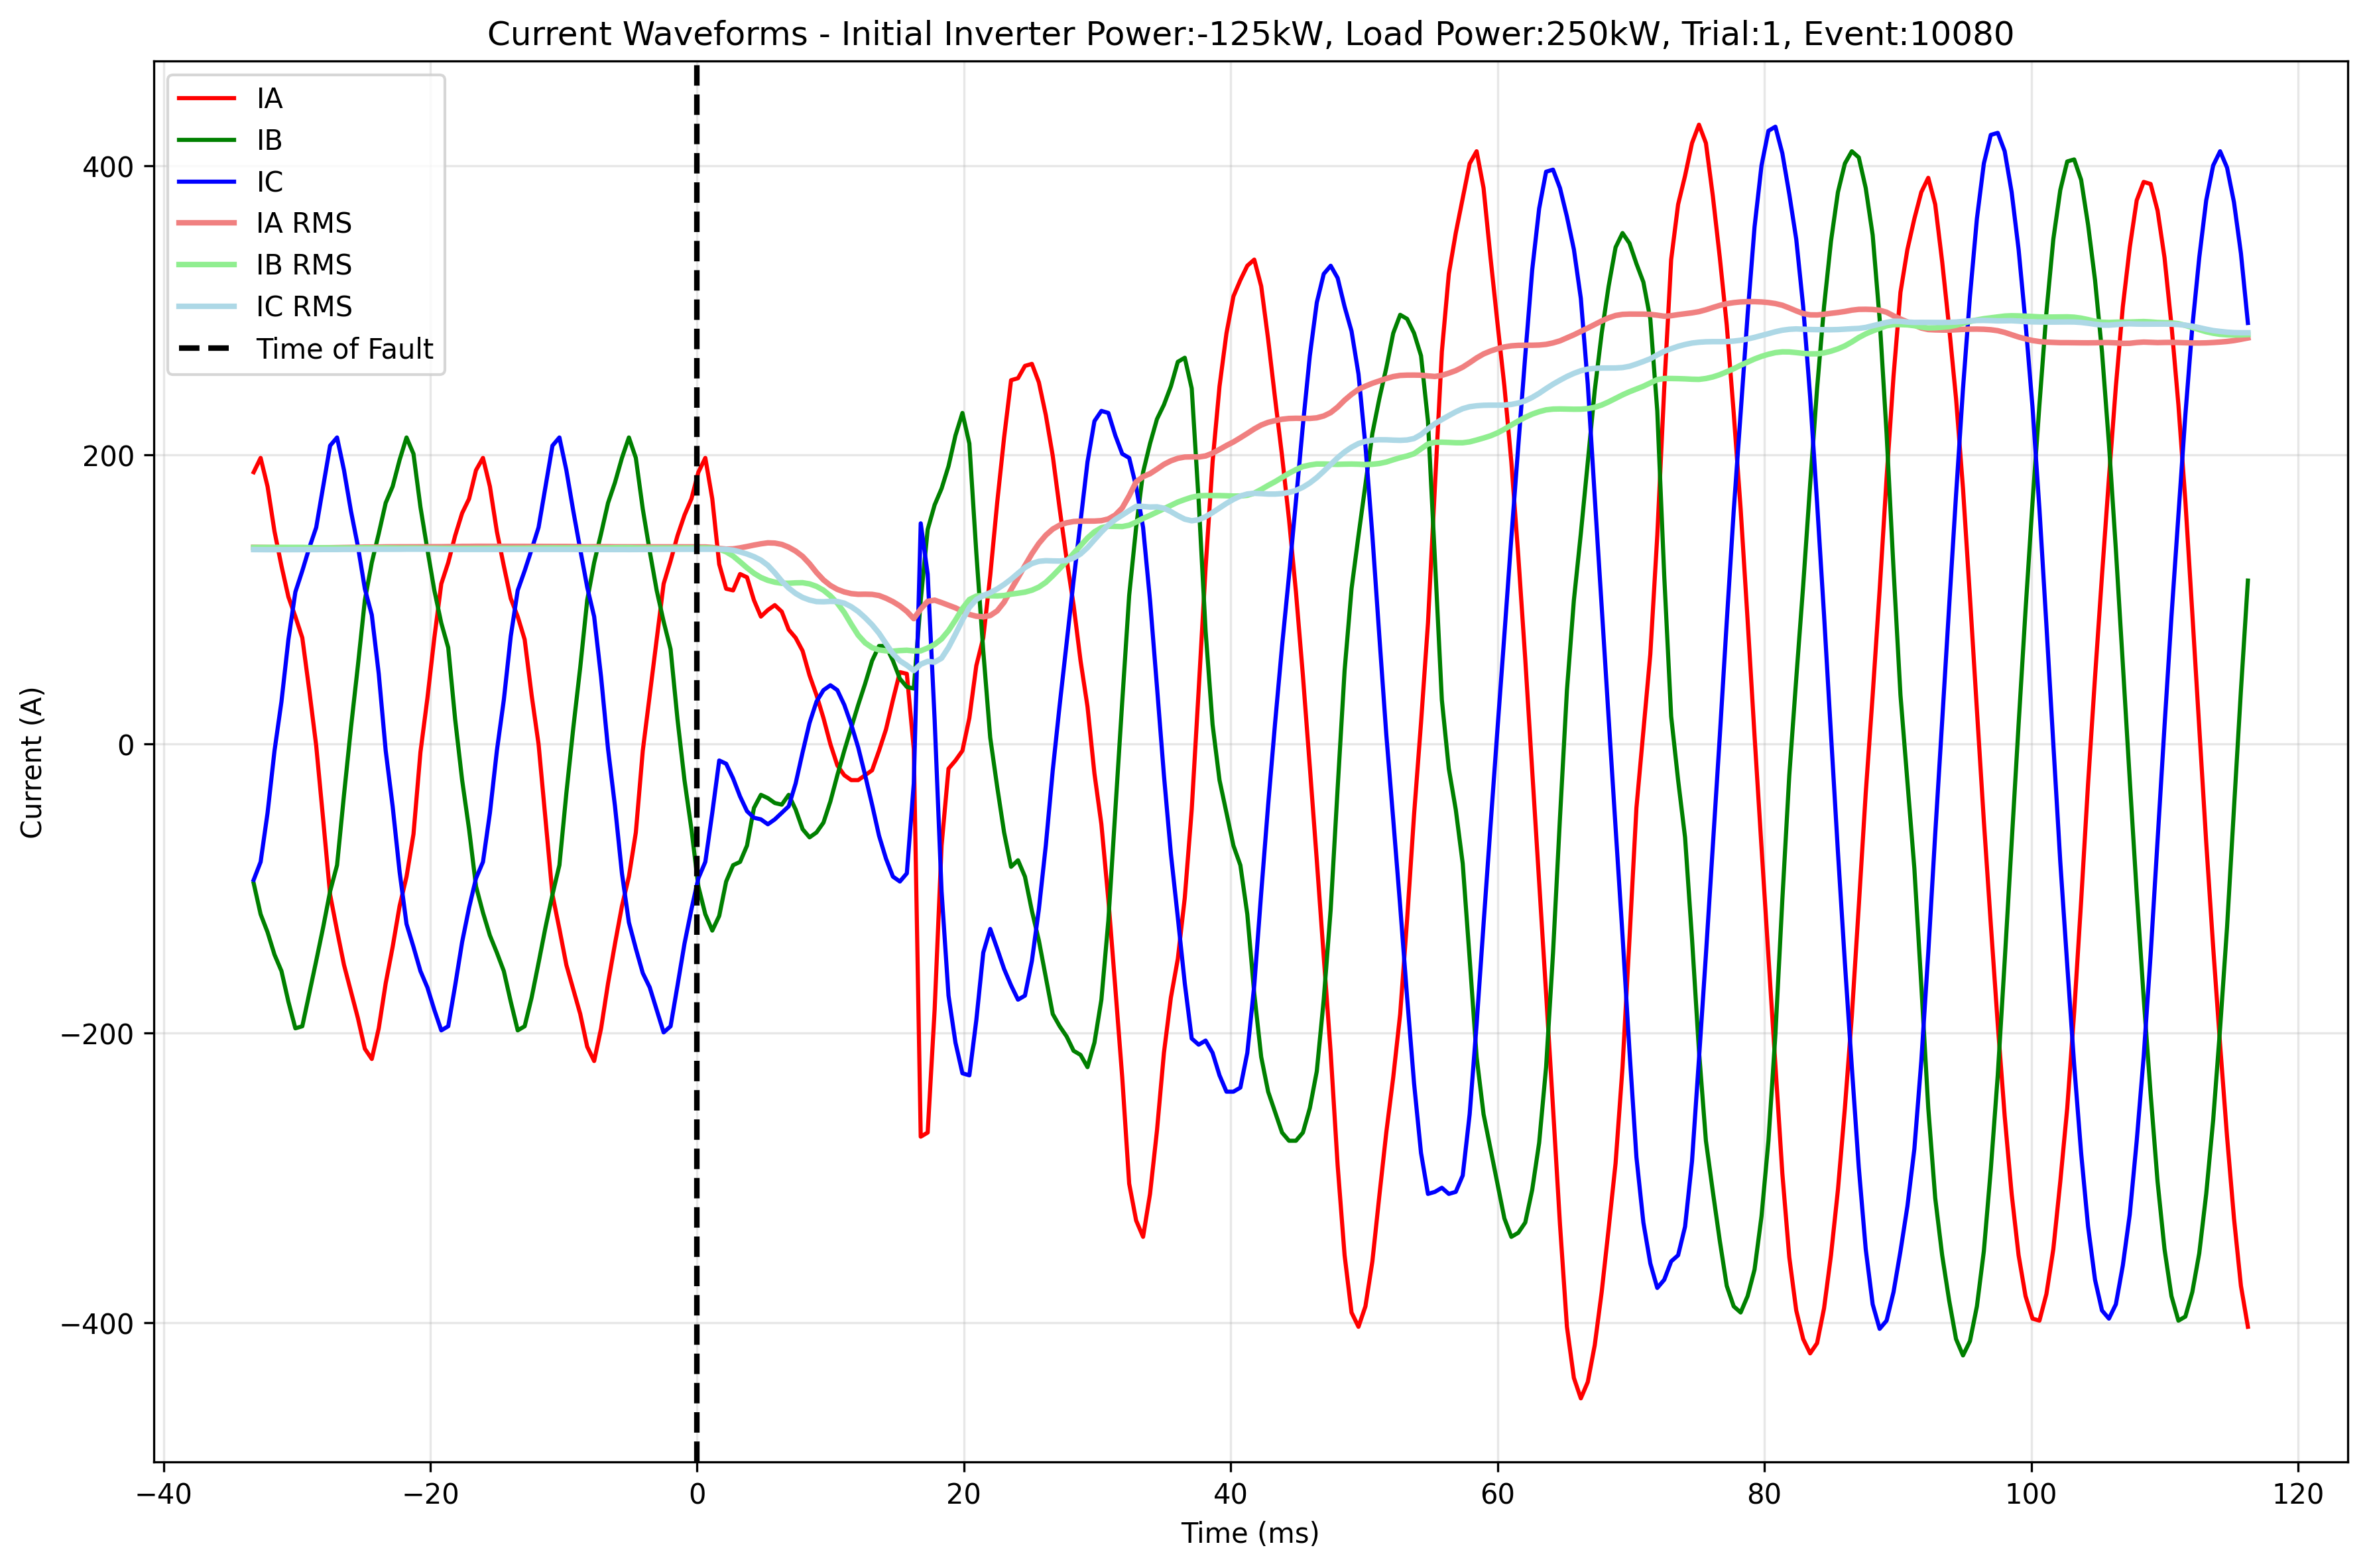 Current Waveforms - Initial Inverter Power:-125kW, Load Power:250kW, Trial:1, Event:10080
IA
IB
IC
IA RMS
IB RMS
IC RMS
Time of Fault
Current (A)
400
200
0
−200
−400
−40
−20
0
20
40
60
80
100
120
Time (ms)